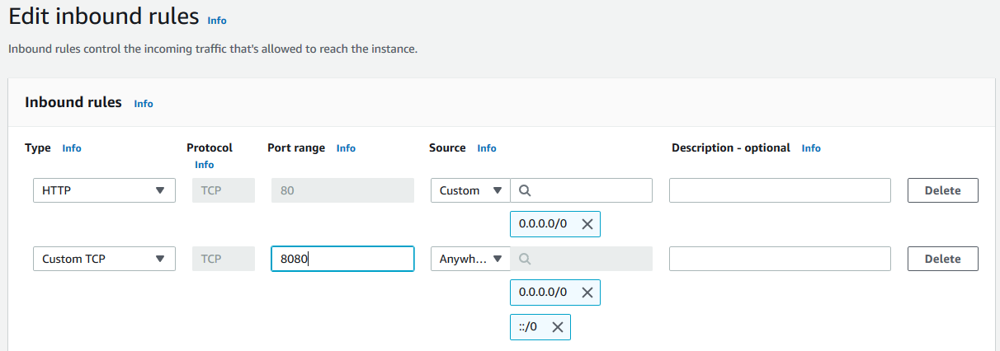 Edit inbound rules Info
Inbound rules control the incoming traffic that's allowed to reach the instance.
Inbound rules Info
Type Info Protocol Info Port range Info Source Info Description - optional Info
HTTP TCP 80 Custom Delete
0.0.0.0/0
Custom TCP TCP 8080 Anywh... Delete
0.0.0.0/0
::/0